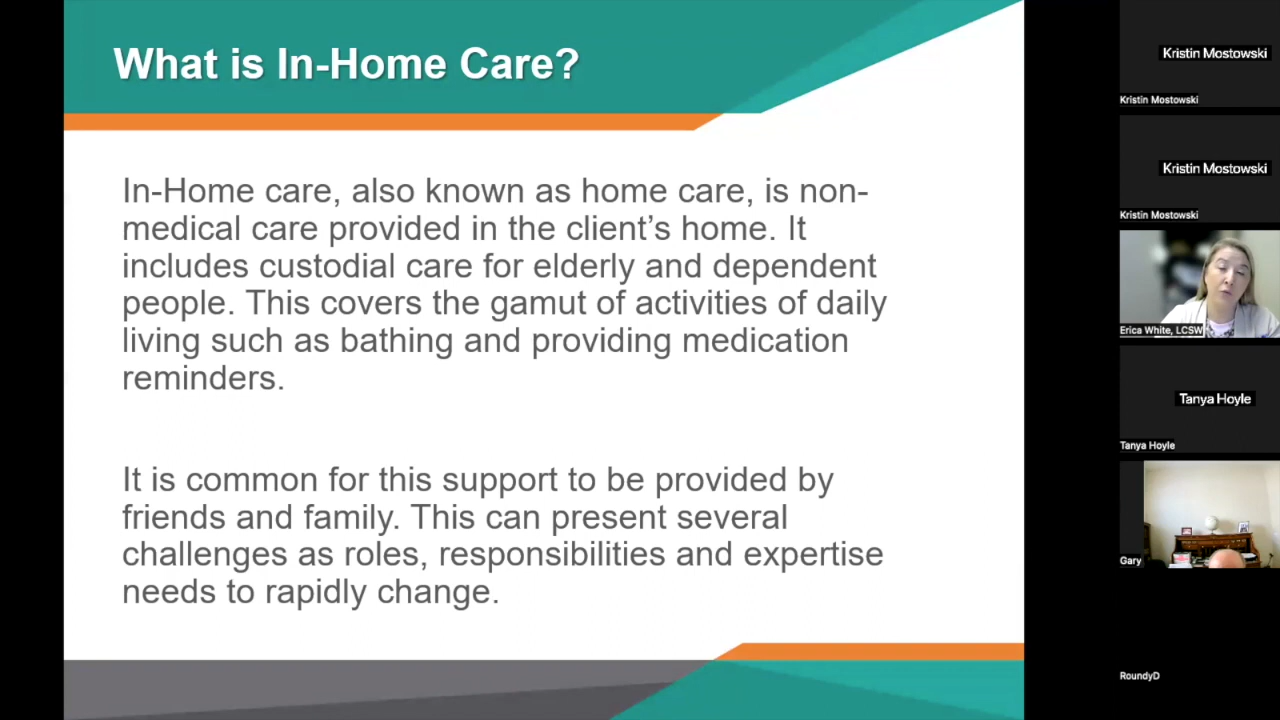 What is In-Home Care?
In-Home care, also known as home care, is non-
medical care provided in the client’s home. It
includes custodial care for elderly and dependent
people. This covers the gamut of activities of daily
living such as bathing and providing medication
reminders.
It is common for this support to be provided by
friends and family. This can present several
challenges as roles, responsibilities and expertise
needs to rapidly change.
Kristin Mostowski
Kristin Mostowski
Kristin Mostowski
Kristin Mostowski
Erica White, LCSW
Tanya Hoyle
Tanya Hoyle
Gary
RoundyD